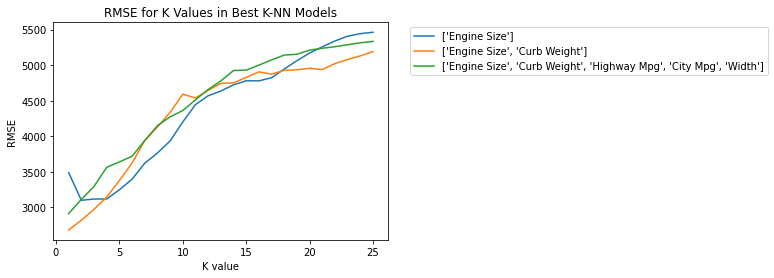 RMSE for K Values in Best K-NN Models
5500
5000
4500
4000
3500
3000
RMSE
0
5
10
15
20
25
K value
['Engine Size']
['Engine Size', 'Curb Weight']
['Engine Size', 'Curb Weight', 'Highway Mpg', 'City Mpg', 'Width']